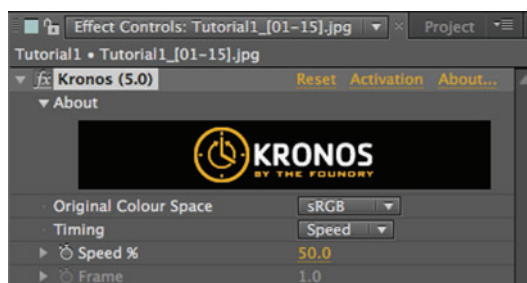 Effect Controls: Tutorial1_[01-15].jpg Project
Tutorial1 • Tutorial1_[01-15].jpg
fx Kronos (5.0) Reset Activation About...
About
KRONOS
BY THE FOUNDRY
Original Colour Space sRGB
Timing Speed
Speed % 50.0
Frame 1.0